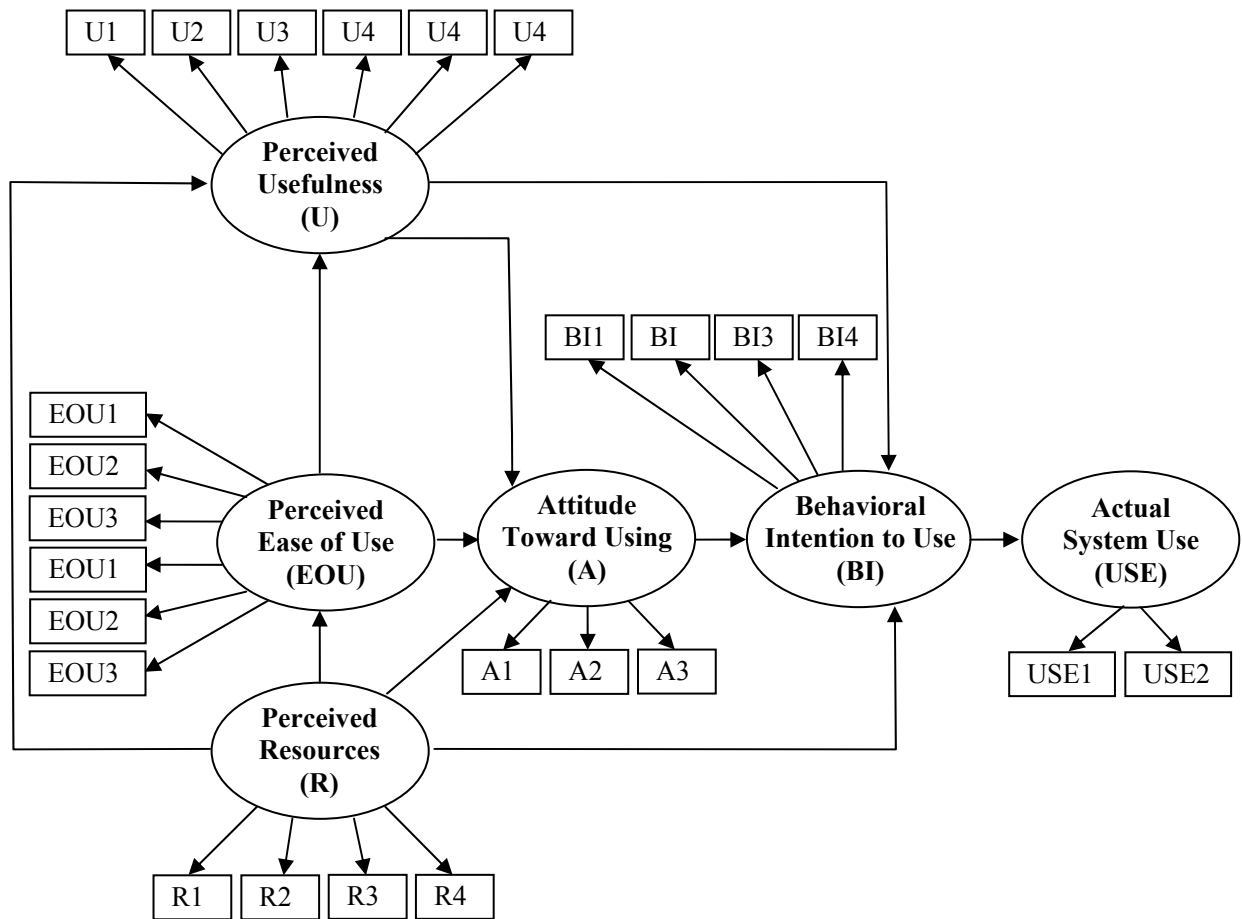 U1
U2
U3
U4
U4
U4
Perceived
Usefulness
(U)
BI1
BI
BI3
BI4
EOU1
EOU2
EOU3
EOU1
EOU2
EOU3
Perceived
Ease of Use
(EOU)
Attitude
Toward Using
(A)
Behavioral
Intention to Use
(BI)
Actual
System Use
(USE)
A1
A2
A3
USE1
USE2
Perceived
Resources
(R)
R1
R2
R3
R4